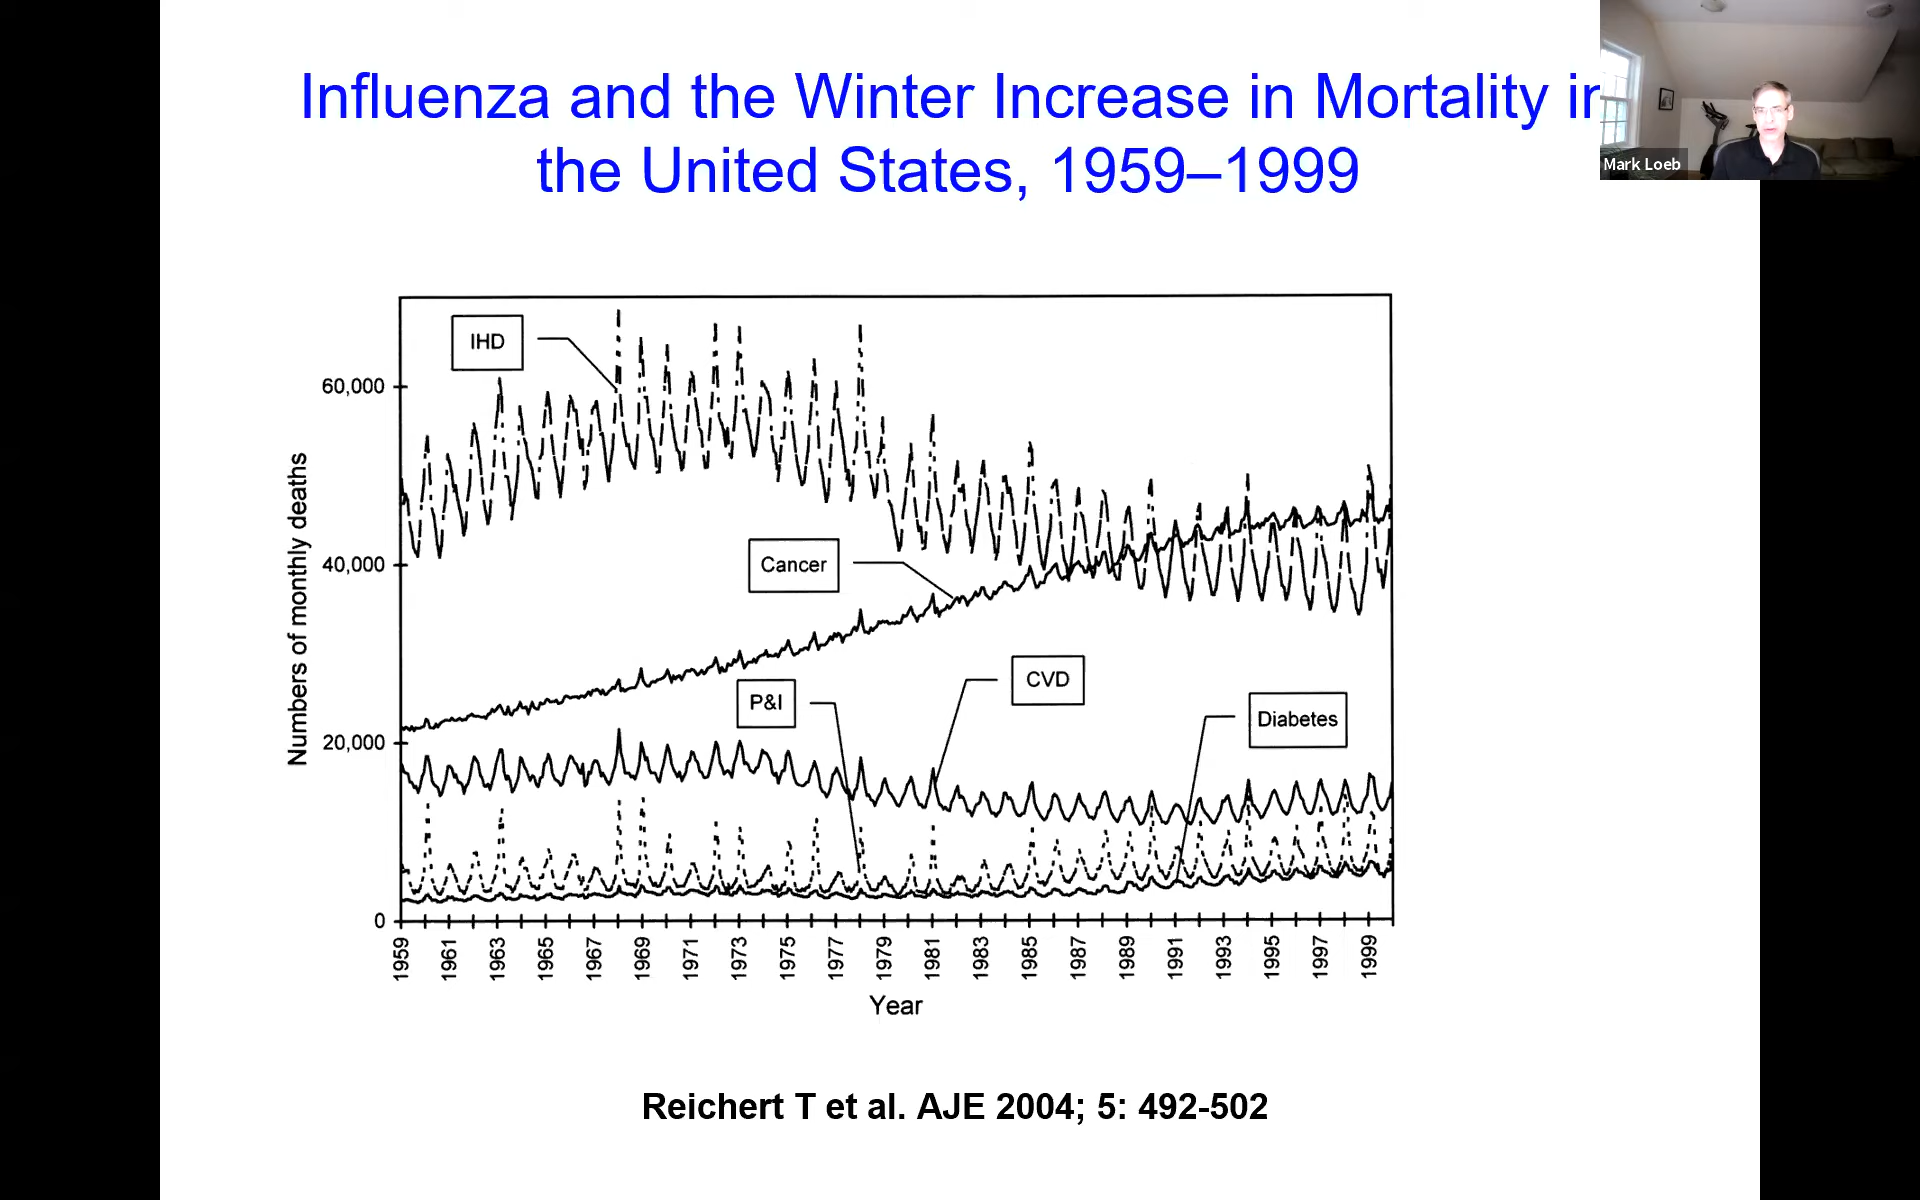 Influenza and the Winter Increase in Mortality in
the United States, 1959–1999
Mark Loeb
IHD
Cancer
CVD
P&I
Diabetes
Numbers of monthly deaths
60,000
40,000
20,000
0
1959 1961 1963 1965 1967 1969 1971 1973 1975 1977 1979 1981 1983 1985 1987 1989 1991 1993 1995 1997 1999
Year
Reichert T et al. AJE 2004; 5: 492-502